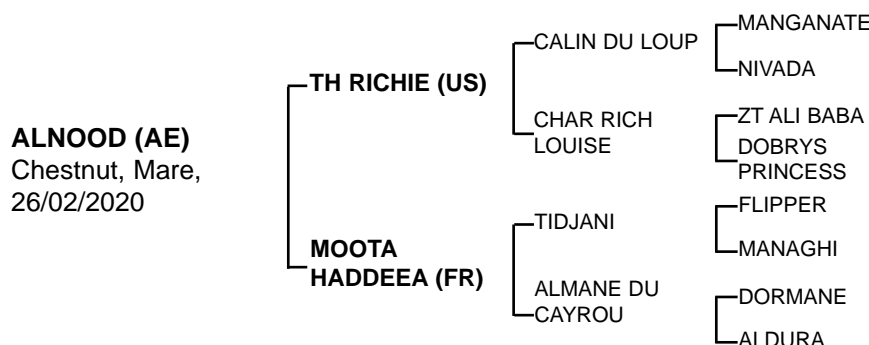 ALNOOD (AE)
Chestnut, Mare,
26/02/2020
TH RICHIE (US)
MOOTA
HADDEEA (FR)
CALIN DU LOUP
CHAR RICH
LOUISE
TIDJANI
ALMANE DU
CAYROU
MANGANATE
NIVADA
ZT ALI BABA
DOBRYS
PRINCESS
FLIPPER
MANAGHI
DORMANE
ALDURA